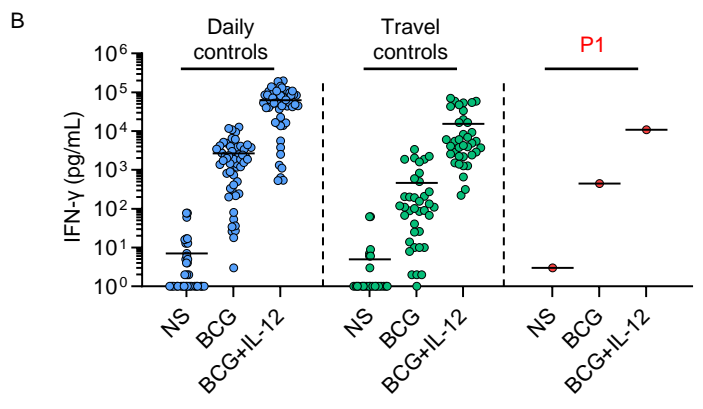 B
Daily
controls
Travel
controls
P1
IFN-γ (pg/mL)
10⁶
10⁵
10⁴
10³
10²
10¹
10⁰
NS
BCG
BCG+IL-12
NS
BCG
BCG+IL-12
NS
BCG
BCG+IL-12